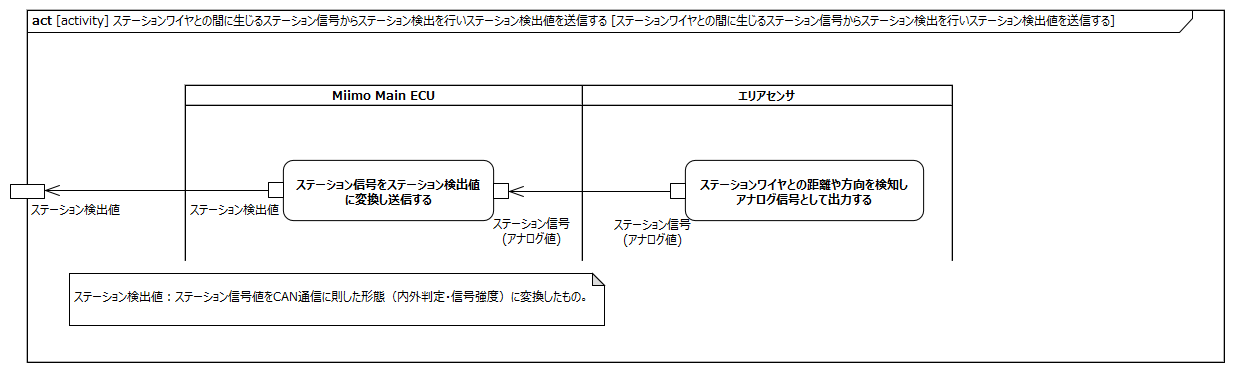 act [activity] ステーションワイヤとの間に生じるステーション信号からステーション検出を行いステーション検出値を送信する [ステーションワイヤとの間に生じるステーション信号からステーション検出を行いステーション検出値を送信する]
Miimo Main ECU
エリアセンサ
ステーション信号をステーション検出値
に変換し送信する
ステーションワイヤとの距離や方向を検知し
アナログ信号として出力する
ステーション検出値
ステーション検出値
ステーション信号
(アナログ値)
ステーション信号
(アナログ値)
ステーション検出値：ステーション信号値をCAN通信に則した形態（内外判定・信号強度）に変換したもの。